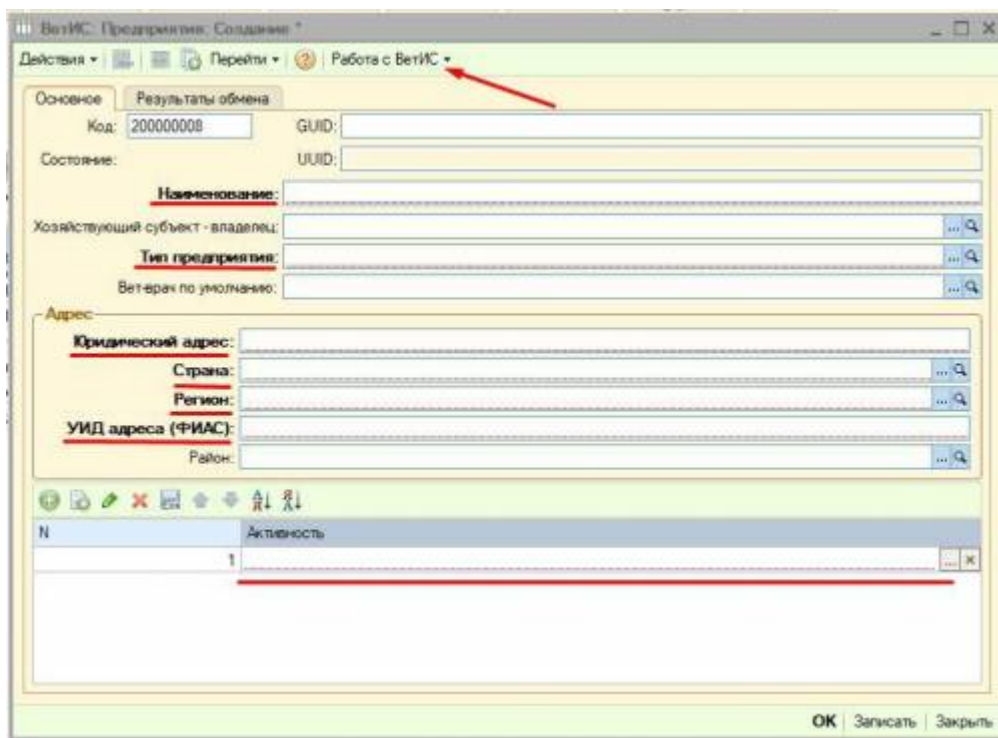 ВетИС: Предприятия: Создание *
Действия Перейти Работа с ВетИС
Основное Результаты обмена
Код: 200000008 GUID:
Состояние: UUID:
Наименование:
Хозяйствующий субъект - владелец:
Тип предприятия:
Вет-врач по умолчанию:
Адрес
Юридический адрес:
Страна:
Регион:
УИД адреса (ФИАС):
Район:
N Активность
1
OK Записать Закрыть